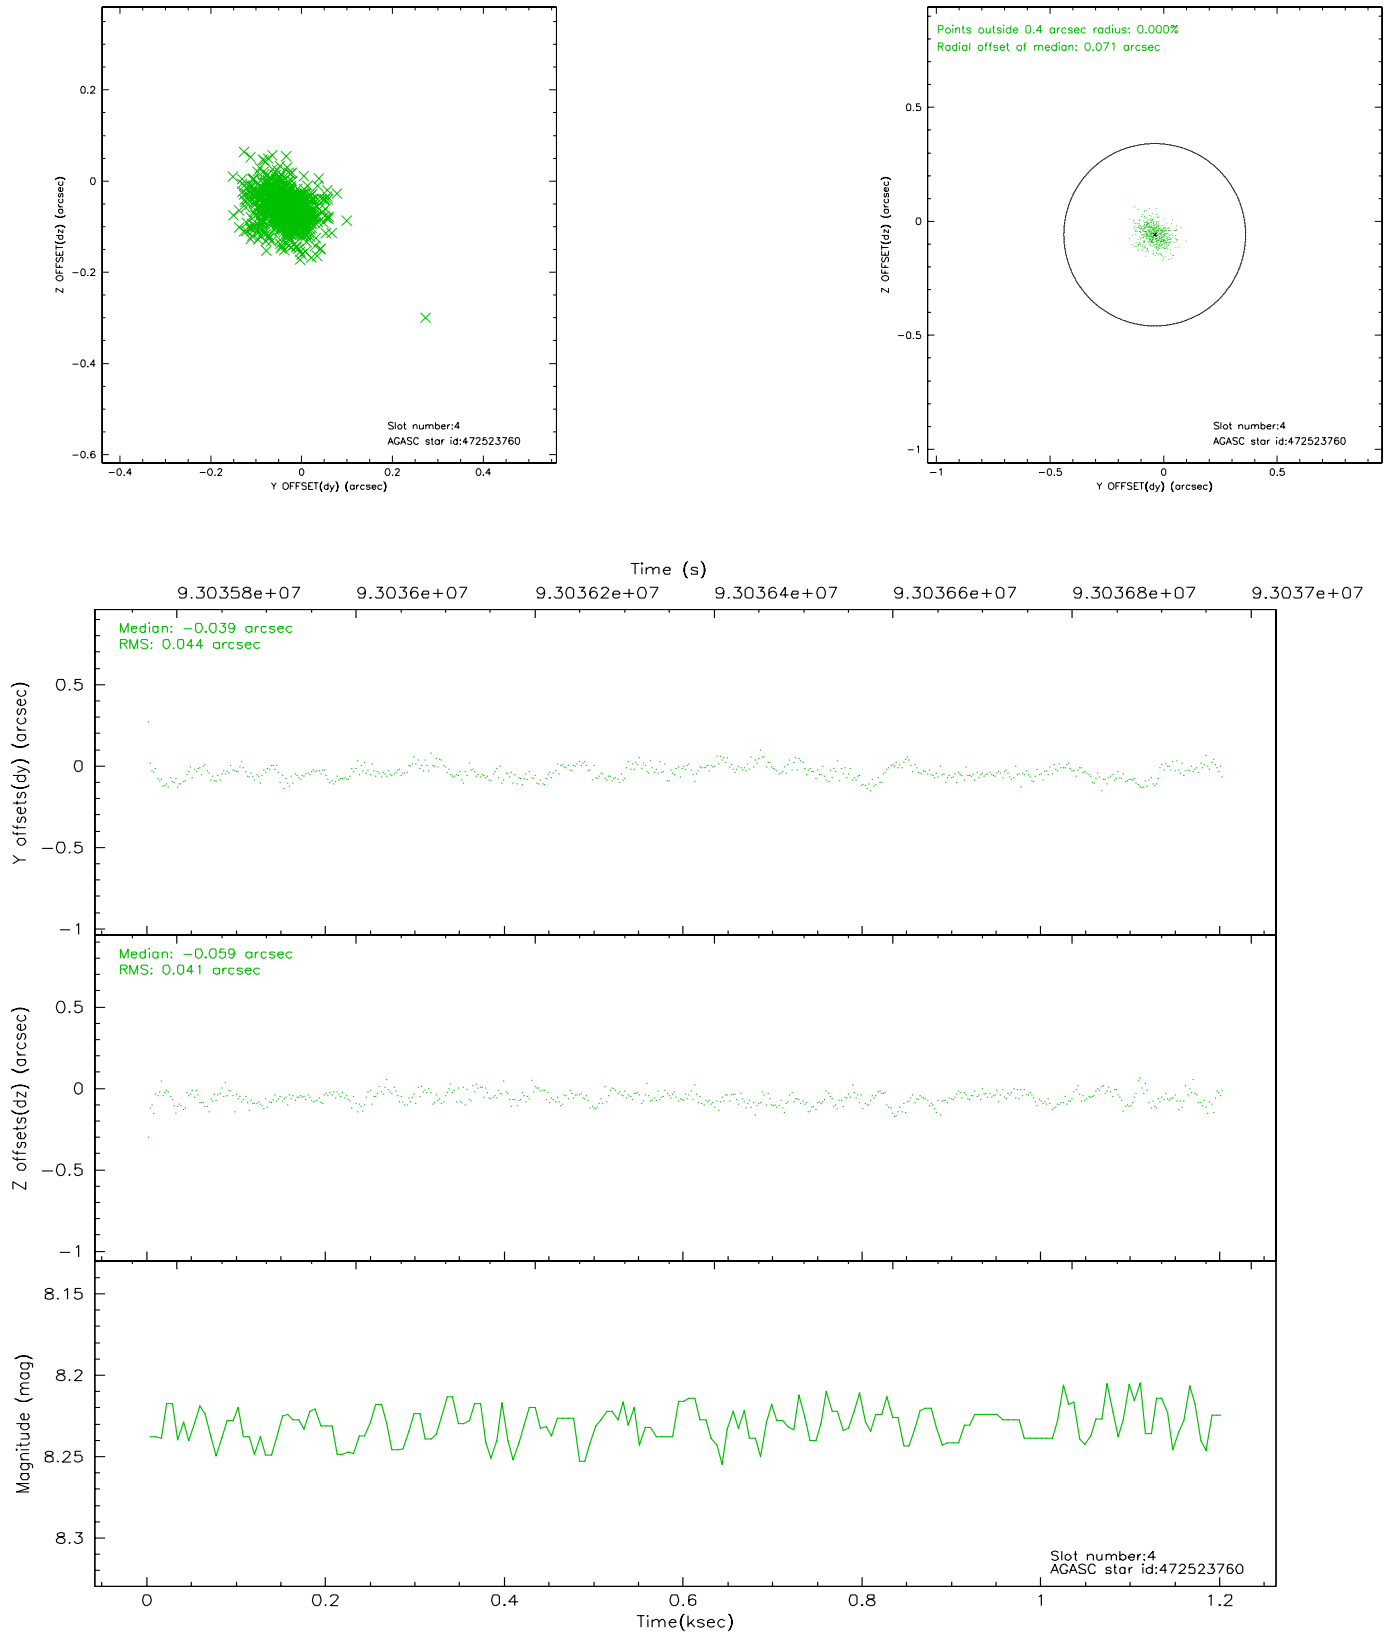 0.2
0
−0.2
−0.4
−0.6
Z OFFSET(dz) (arcsec)
Slot number:4
AGASC star id:472523760
−0.4
−0.2
0
0.2
0.4
Y OFFSET(dy) (arcsec)
Points outside 0.4 arcsec radius: 0.000%
Radial offset of median: 0.071 arcsec
0.5
0
−0.5
−1
Z OFFSET(dz) (arcsec)
Slot number:4
AGASC star id:472523760
−1
−0.5
0
0.5
Y OFFSET(dy) (arcsec)
Time (s)
9.30358e+07
9.3036e+07
9.30362e+07
9.30364e+07
9.30366e+07
9.30368e+07
9.3037e+07
Median: −0.039 arcsec
RMS: 0.044 arcsec
0.5
0
−0.5
−1
Y offsets(dy) (arcsec)
Median: −0.059 arcsec
RMS: 0.041 arcsec
0.5
0
−0.5
−1
Z offsets(dz) (arcsec)
8.15
8.2
8.25
8.3
Magnitude (mag)
Slot number:4
AGASC star id:472523760
0
0.2
0.4
0.6
0.8
1
1.2
Time(ksec)